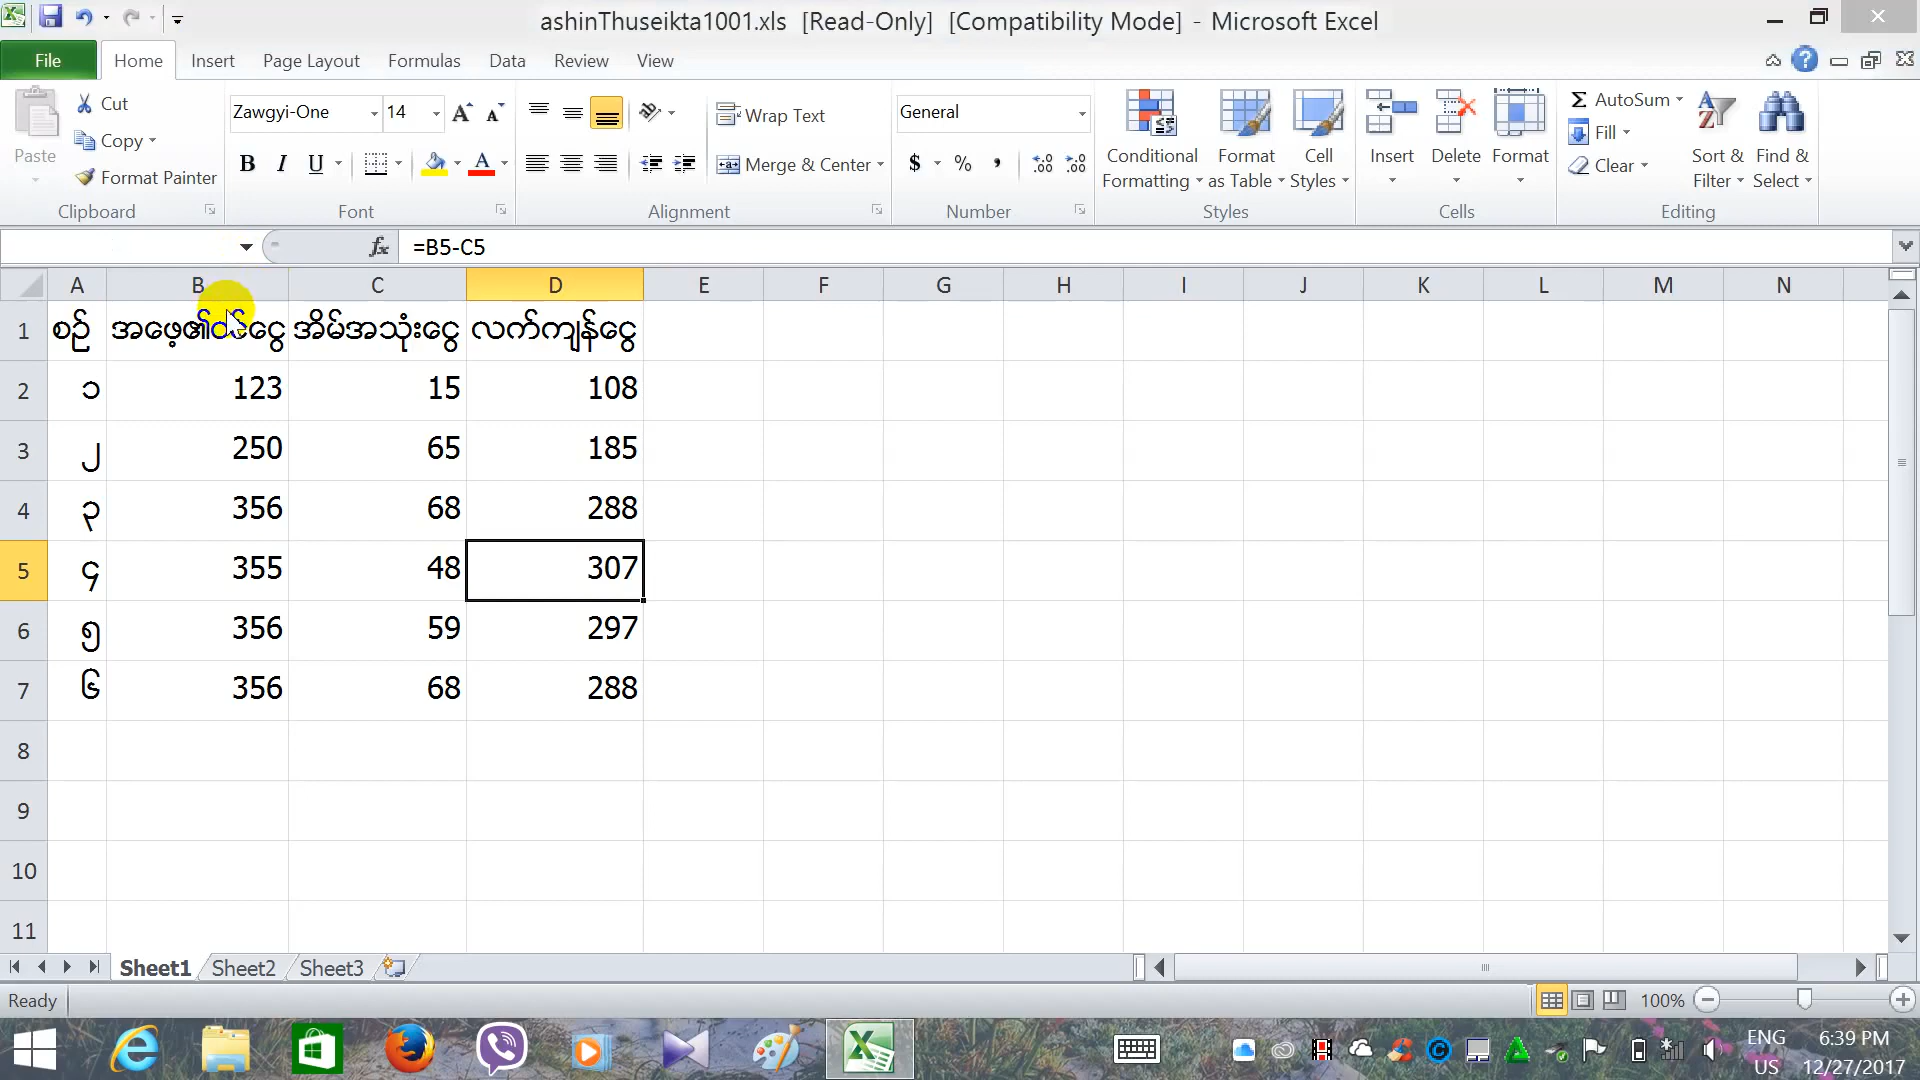 ashinThuseikta1001.xls [Read-Only] [Compatibility Mode] - Microsoft Excel
File Home Insert Page Layout Formulas Data Review View
Paste
Cut
Copy
Format Painter
Clipboard
Zawgyi-One 14
B I U
Font
Wrap Text
Merge & Center
Alignment
General
$ % ,
Number
Conditional Formatting
Format as Table
Cell Styles
Styles
Insert Delete Format
Cells
AutoSum
Fill
Clear
Sort & Filter
Find & Select
Editing
fx =B5-C5
A B C D E F G H I J K L M N
1 စဉ် အဖေ့၏ဝင်ငွေ အိမ်အသုံးငွေ လက်ကျန်ငွေ
2 ၁ 123 15 108
3 ၂ 250 65 185
4 ၃ 356 68 288
5 ၄ 355 48 307
6 ၅ 356 59 297
7 ၆ 356 68 288
8
9
10
11
Sheet1 Sheet2 Sheet3
Ready 100%
ENG 6:39 PM
US 12/27/2017